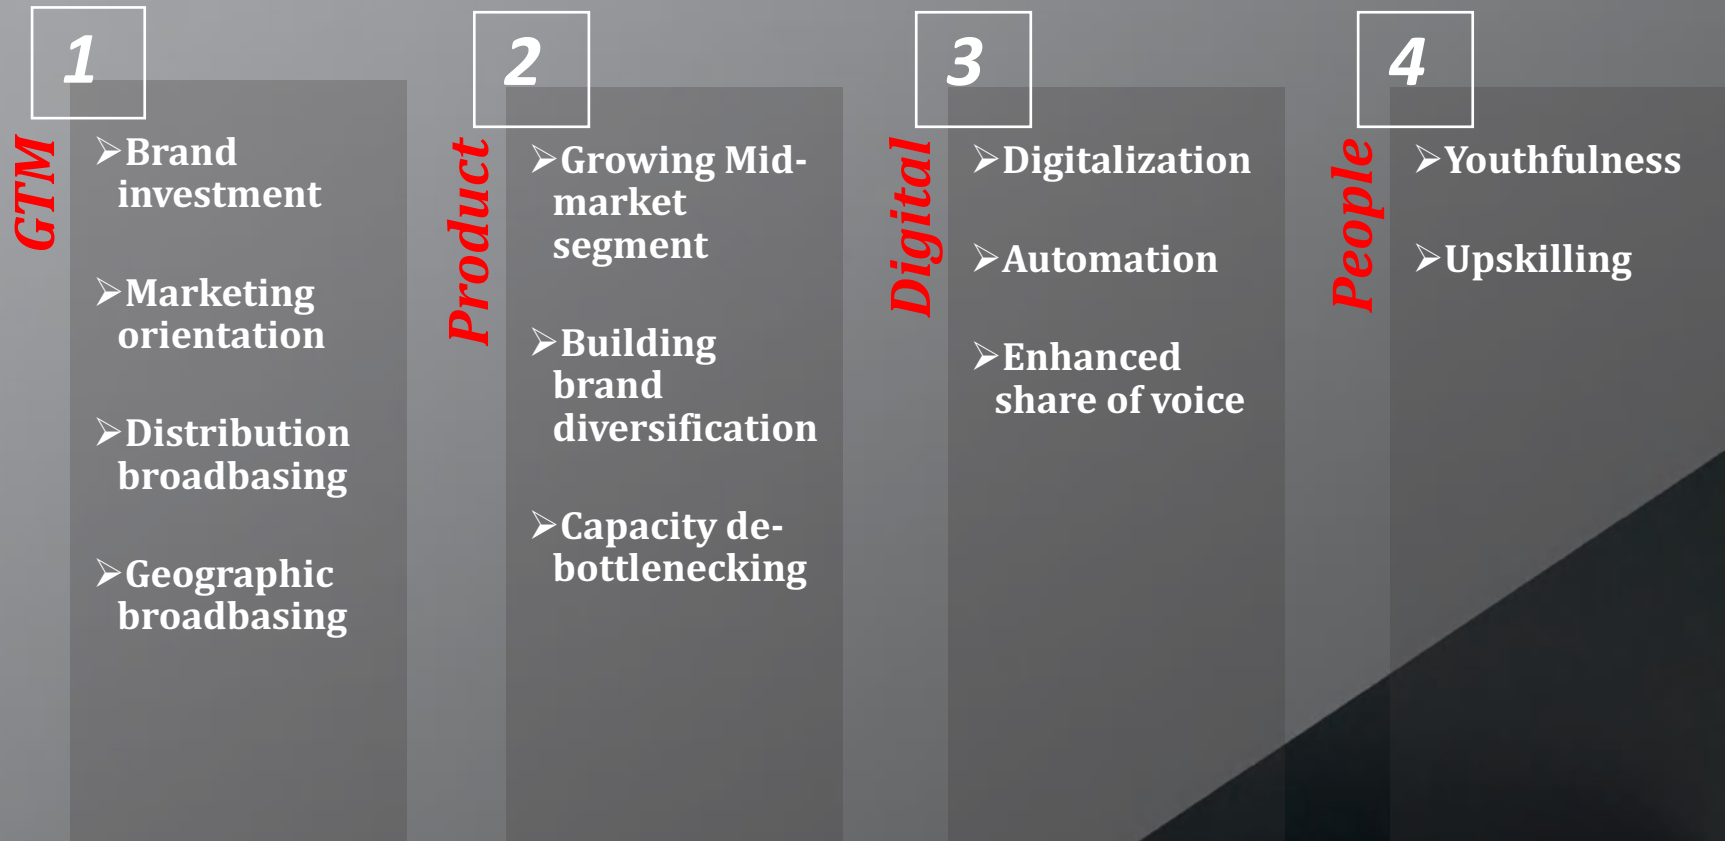 1
GTM
➢Brand
investment
➢Marketing
orientation
➢Distribution
broadbasing
➢Geographic
broadbasing
2
Product
➢Growing Mid-
market
segment
➢Building
brand
diversification
➢Capacity de-
bottlenecking
3
Digital
➢Digitalization
➢Automation
➢Enhanced
share of voice
4
People
➢Youthfulness
➢Upskilling